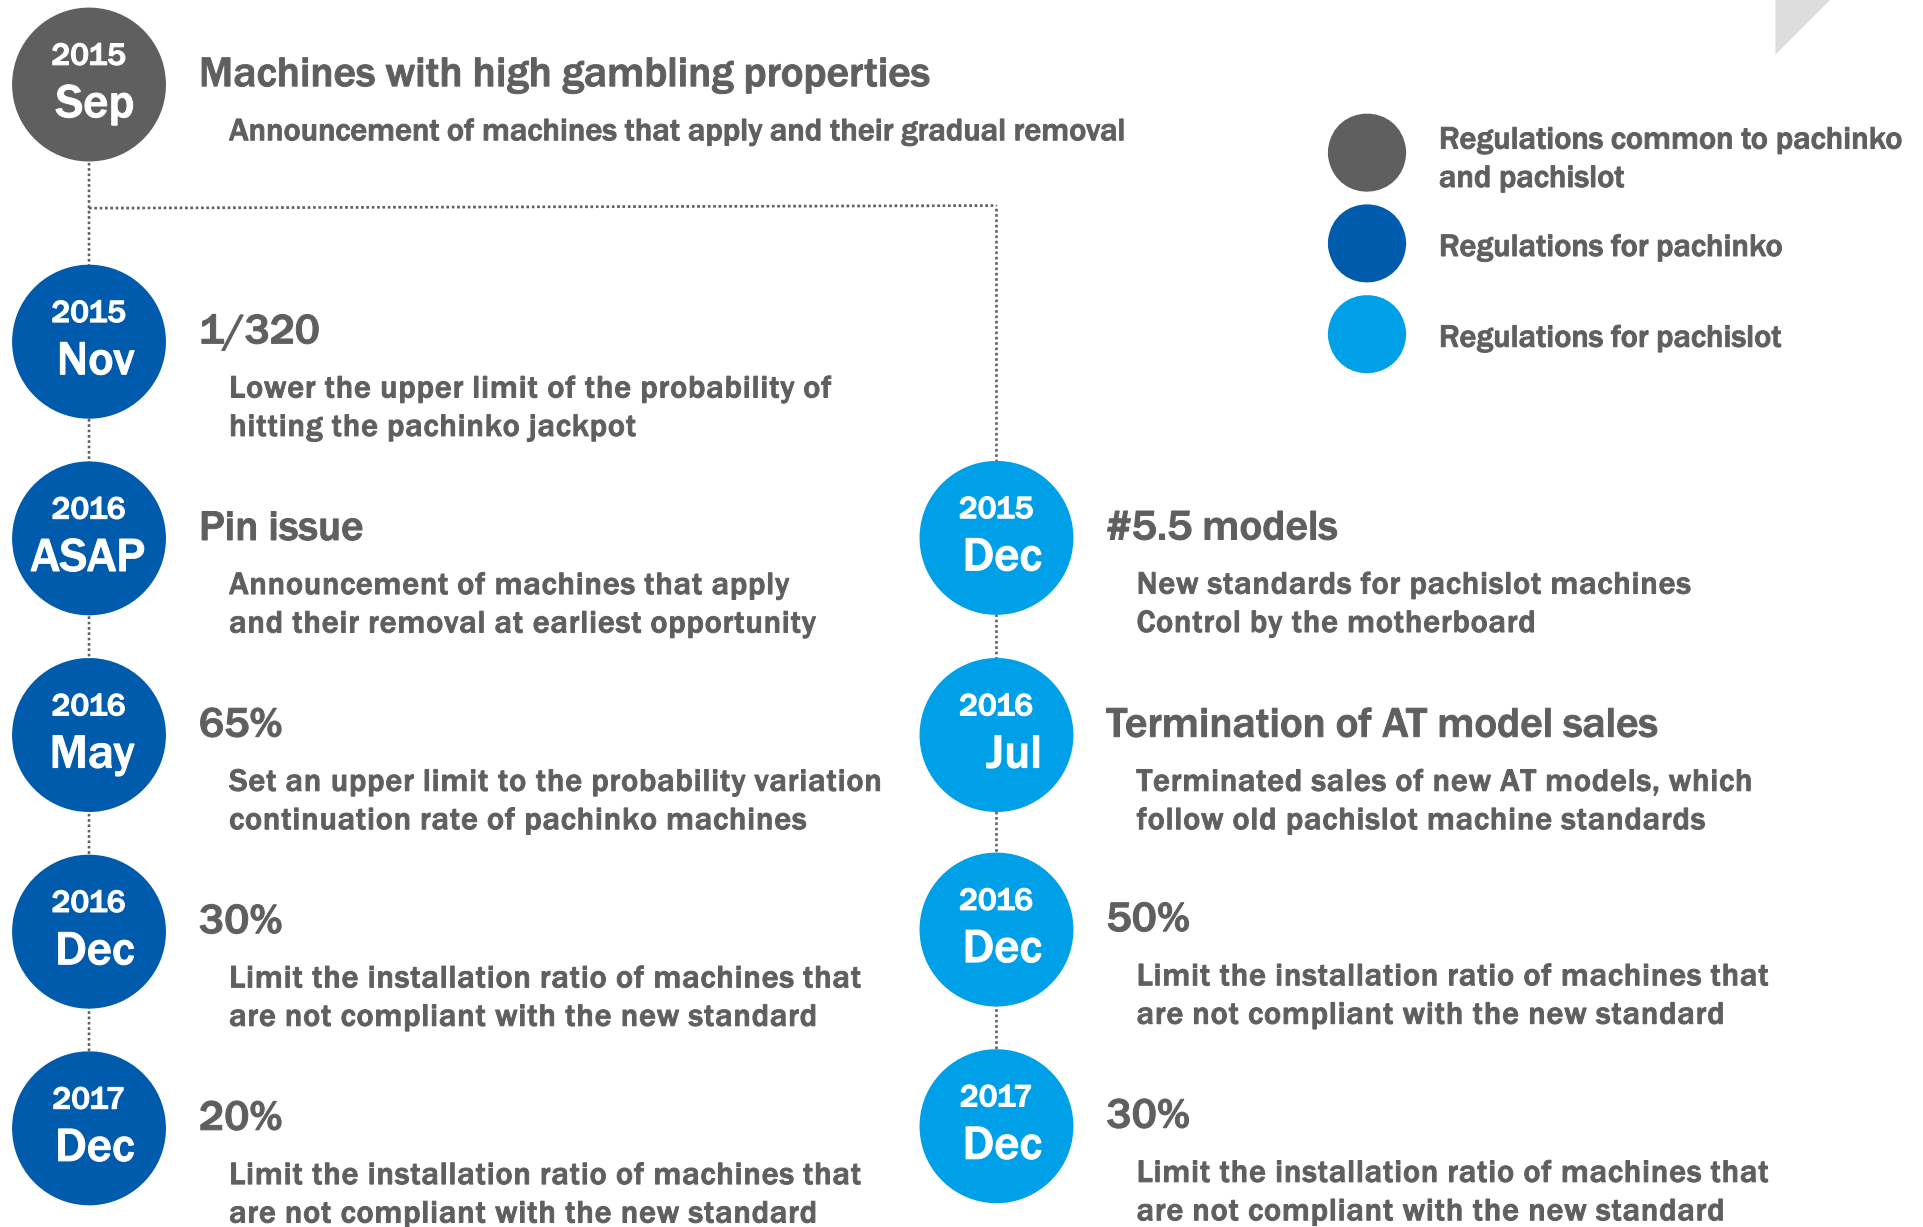 2015
Sep
Machines with high gambling properties
Announcement of machines that apply and their gradual removal
Regulations common to pachinko
and pachislot
Regulations for pachinko
Regulations for pachislot
2015
Nov
1/320
Lower the upper limit of the probability of
hitting the pachinko jackpot
2016
ASAP
Pin issue
Announcement of machines that apply
and their removal at earliest opportunity
2016
May
65%
Set an upper limit to the probability variation
continuation rate of pachinko machines
2016
Dec
30%
Limit the installation ratio of machines that
are not compliant with the new standard
2017
Dec
20%
Limit the installation ratio of machines that
are not compliant with the new standard
2015
Dec
#5.5 models
New standards for pachislot machines
Control by the motherboard
2016
Jul
Termination of AT model sales
Terminated sales of new AT models, which
follow old pachislot machine standards
2016
Dec
50%
Limit the installation ratio of machines that
are not compliant with the new standard
2017
Dec
30%
Limit the installation ratio of machines that
are not compliant with the new standard